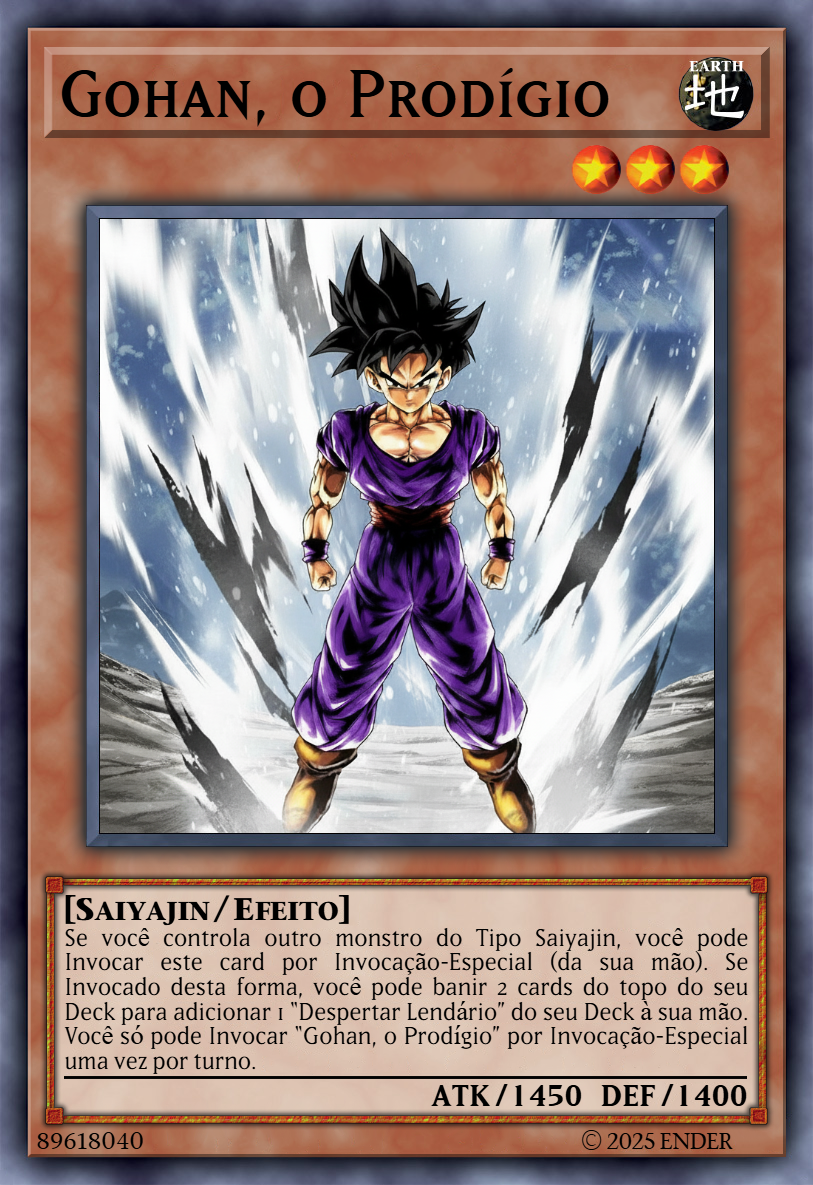 Gohan, o Prodígio
EARTH
地
[Saiyajin/Efeito]
Se você controla outro monstro do Tipo Saiyajin, você pode
Invocar este card por Invocação-Especial (da sua mão). Se
Invocado desta forma, você pode banir 2 cards do topo do seu
Deck para adicionar 1 "Despertar Lendário" do seu Deck à sua mão.
Você só pode Invocar "Gohan, o Prodígio" por Invocação-Especial
uma vez por turno.
ATK/1450 DEF/1400
89618040
© 2025 ENDER